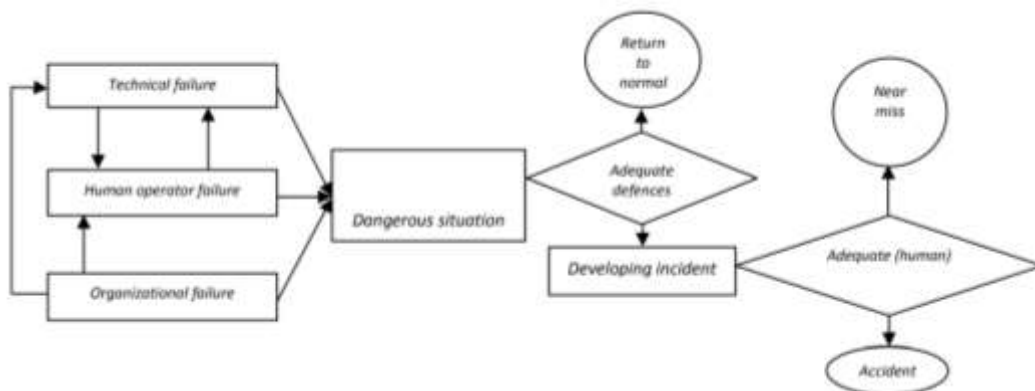 Technical failure
Human operator failure
Organizational failure
Dangerous situation
Return
to
normal
Adequate
defences
Developing incident
Near
miss
Adequate (human)
Accident